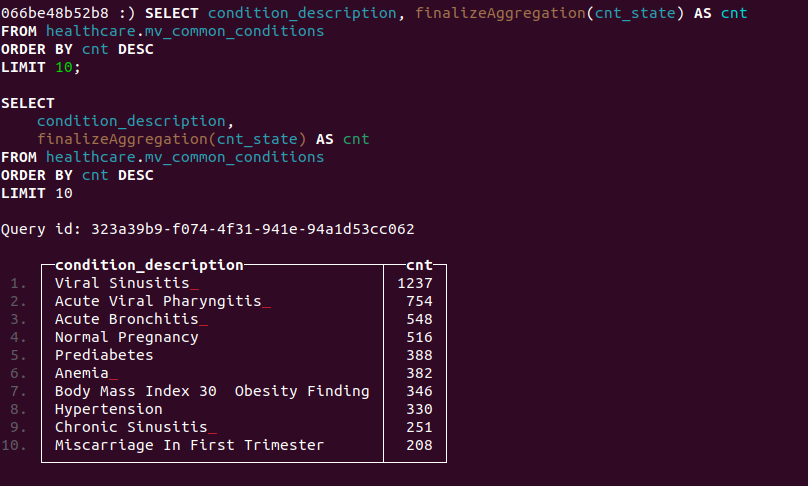 066be48b52b8 :) SELECT condition_description, finalizeAggregation(cnt_state) AS cnt
FROM healthcare.mv_common_conditions
ORDER BY cnt DESC
LIMIT 10;
SELECT
condition_description,
finalizeAggregation(cnt_state) AS cnt
FROM healthcare.mv_common_conditions
ORDER BY cnt DESC
LIMIT 10
Query id: 323a39b9-f074-4f31-941e-94a1d53cc062
condition_description cnt
1. Viral Sinusitis_ 1237
2. Acute Viral Pharyngitis_ 754
3. Acute Bronchitis_ 548
4. Normal Pregnancy 516
5. Prediabetes 388
6. Anemia_ 382
7. Body Mass Index 30  Obesity Finding 346
8. Hypertension 330
9. Chronic Sinusitis_ 251
10. Miscarriage In First Trimester 208